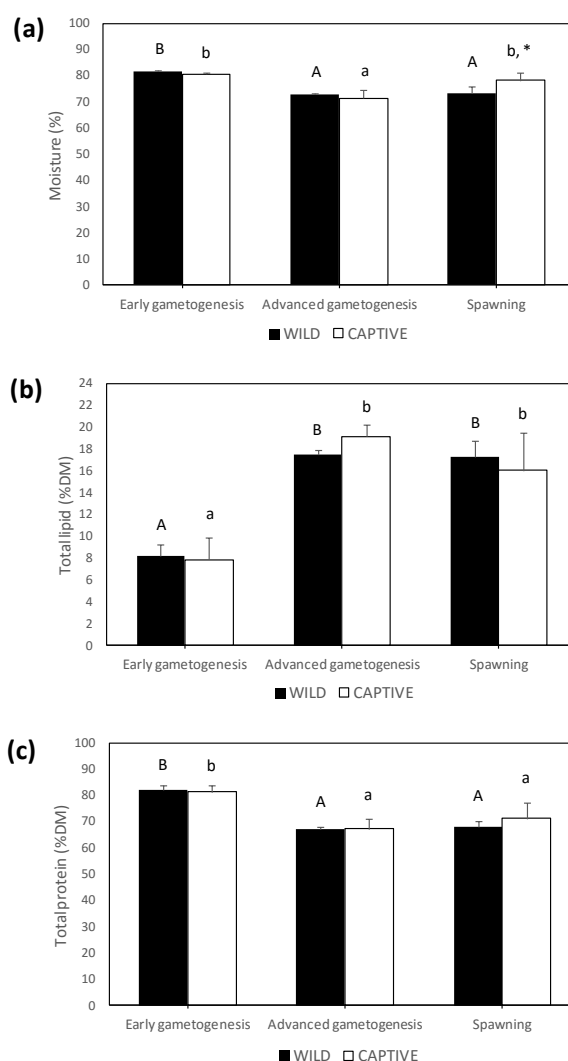 (a)
Moisture (%)
100
90
80
70
60
50
40
30
20
10
0
B
b
A
a
A
b, *
Early gametogenesis
Advanced gametogenesis
Spawning
WILD CAPTIVE
(b)
Total lipid (%DM)
24
22
20
18
16
14
12
10
8
6
4
2
0
A
a
B
b
B
b
Early gametogenesis
Advanced gametogenesis
Spawning
WILD CAPTIVE
(c)
Total protein (%DM)
100
90
80
70
60
50
40
30
20
10
0
B
b
A
a
A
a
Early gametogenesis
Advanced gametogenesis
Spawning
WILD CAPTIVE